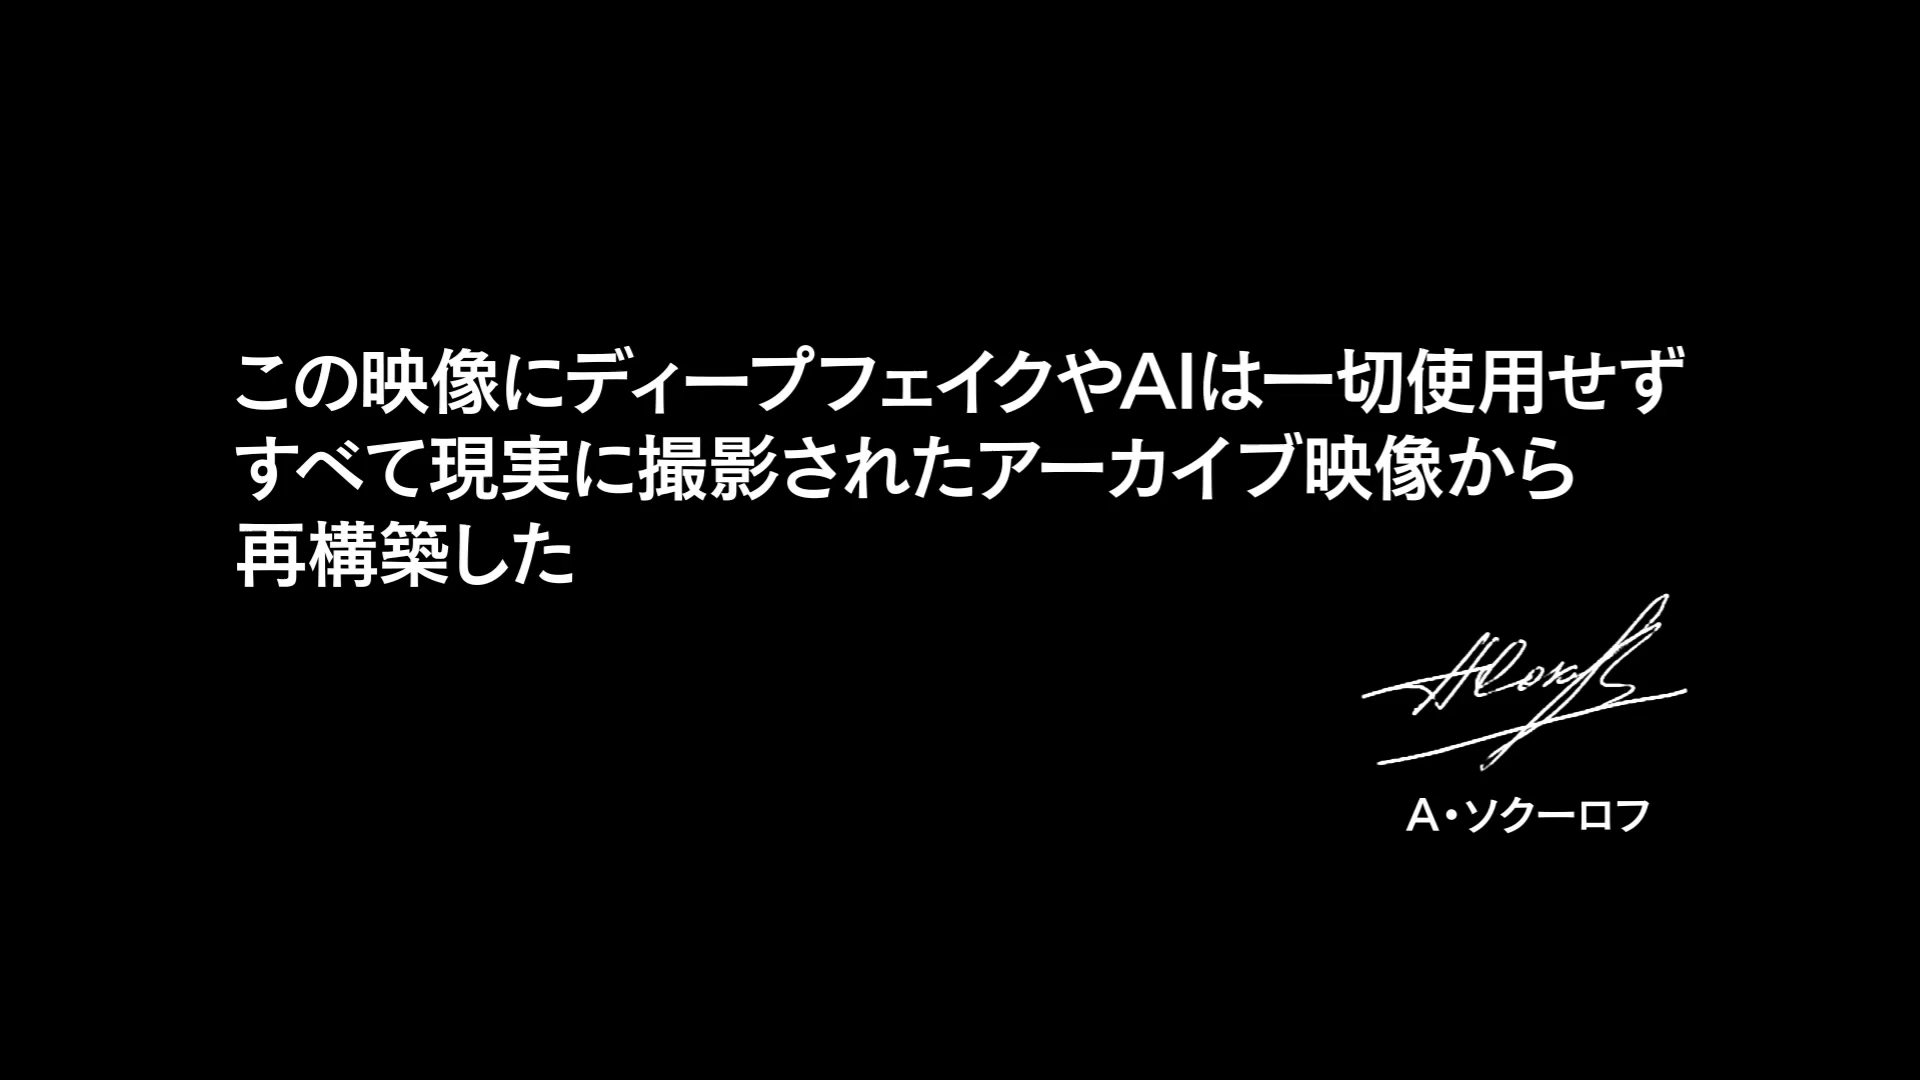 この映像にディープフェイクやAIは一切使用せず
すべて現実に撮影されたアーカイブ映像から
再構築した
A・ソクーロフ